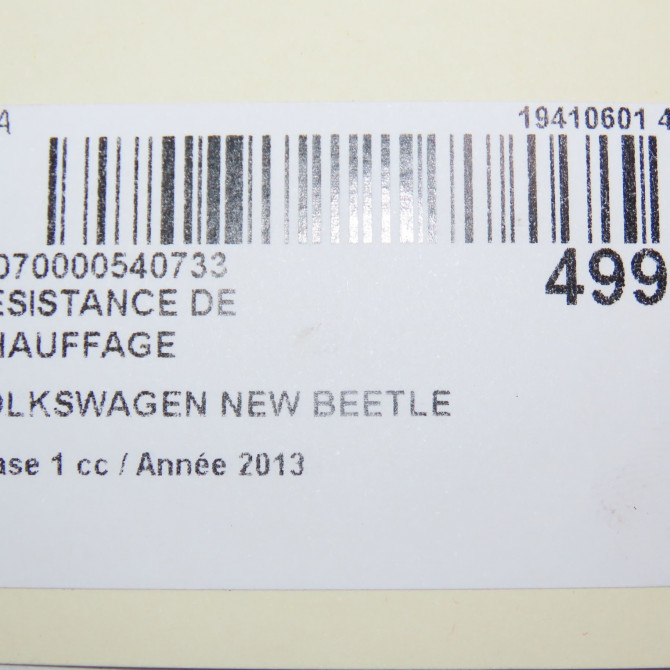 A 19410601 4
070000540733 499
ESISTANCE DE
HAUFFAGE
OLKSWAGEN NEW BEETLE
ase 1 cc / Année 2013